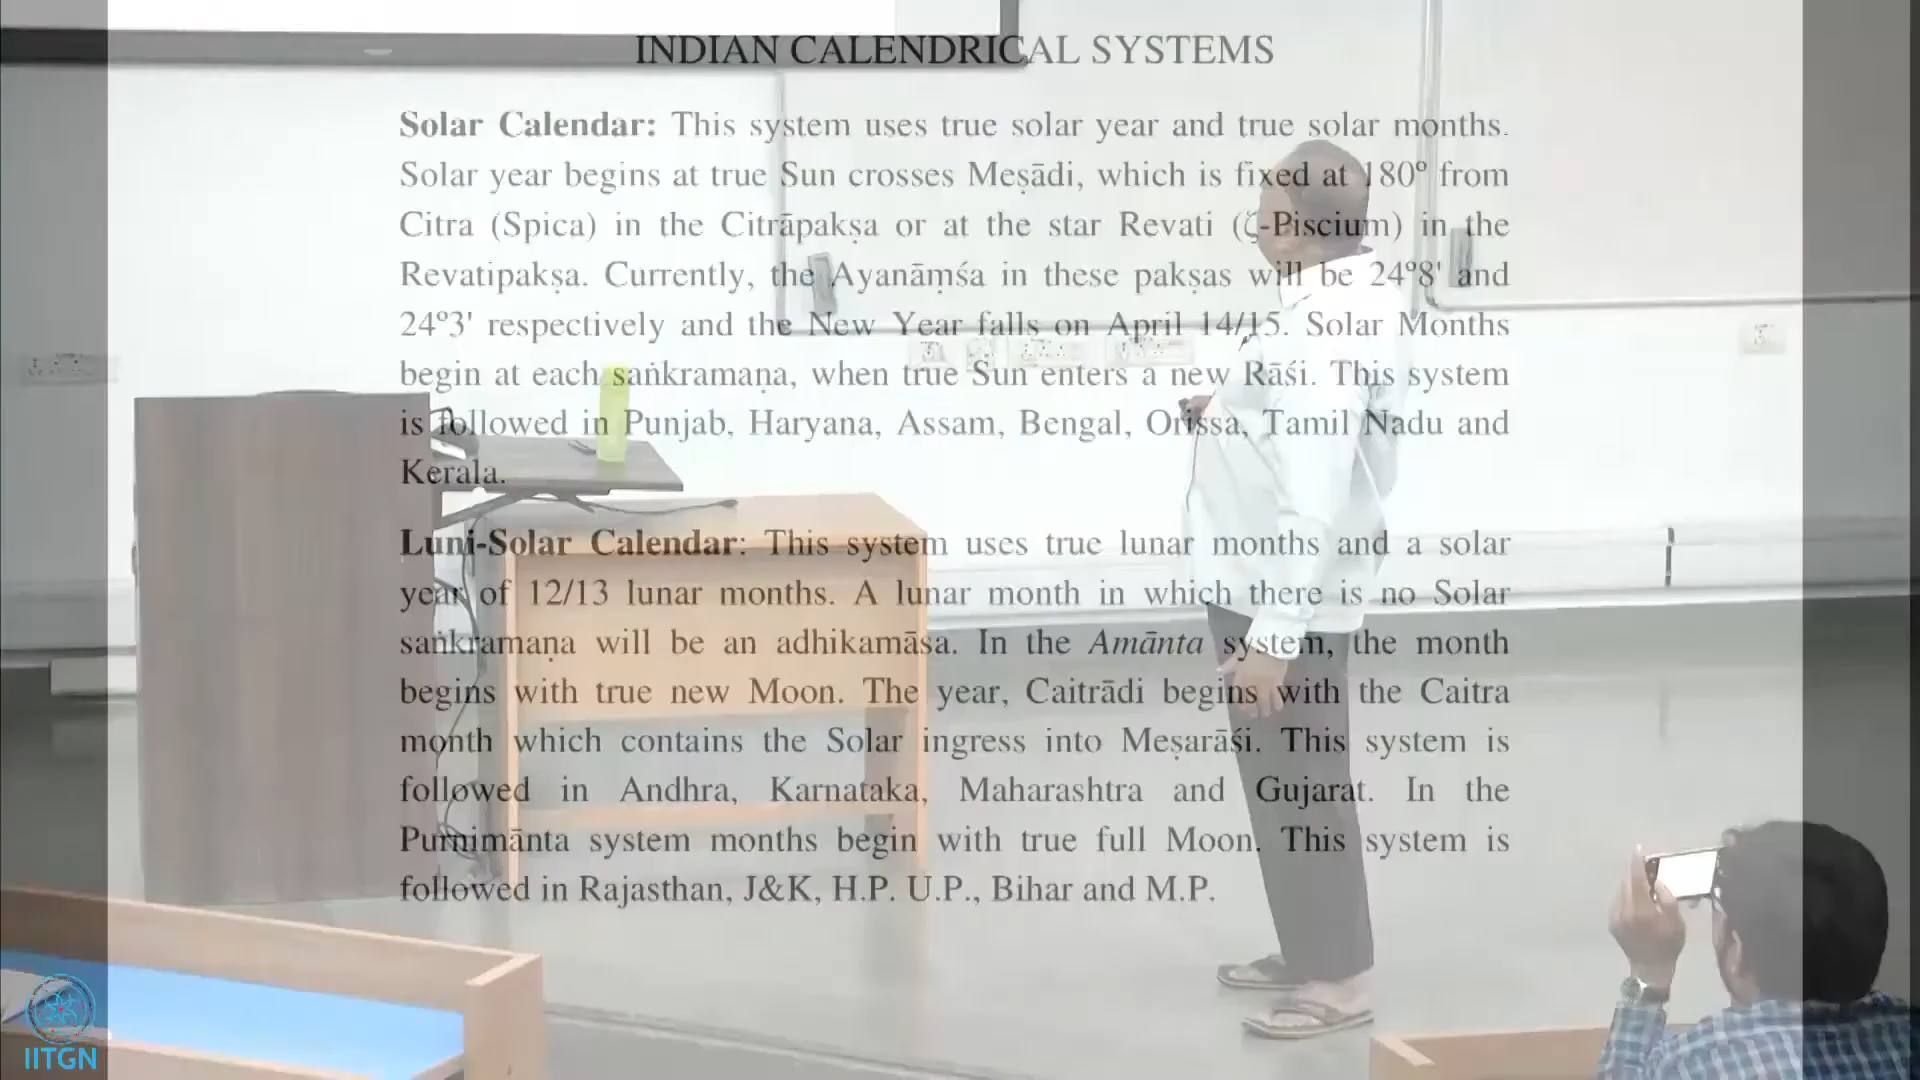 INDIAN CALENDRICAL SYSTEMS
Solar Calendar: This system uses true solar year and true solar months.
Solar year begins at true Sun crosses Meṣādi, which is fixed at 180º from
Citra (Spica) in the Citrāpakṣa or at the star Revati (ζ-Piscium) in the
Revatipakṣa. Currently, the Ayanāṃśa in these pakṣas will be 24º8' and
24º3' respectively and the New Year falls on April 14/15. Solar Months
begin at each saṅkramaṇa, when true Sun enters a new Rāśi. This system
is followed in Punjab, Haryana, Assam, Bengal, Orissa, Tamil Nadu and
Kerala.
Luni-Solar Calendar: This system uses true lunar months and a solar
year of 12/13 lunar months. A lunar month in which there is no Solar
saṅkramaṇa will be an adhikamāsa. In the Amānta system, the month
begins with true new Moon. The year, Caitrādi begins with the Caitra
month which contains the Solar ingress into Meṣarāśi. This system is
followed in Andhra, Karnataka, Maharashtra and Gujarat. In the
Purnimānta system months begin with true full Moon. This system is
followed in Rajasthan, J&K, H.P. U.P., Bihar and M.P.
IITGN